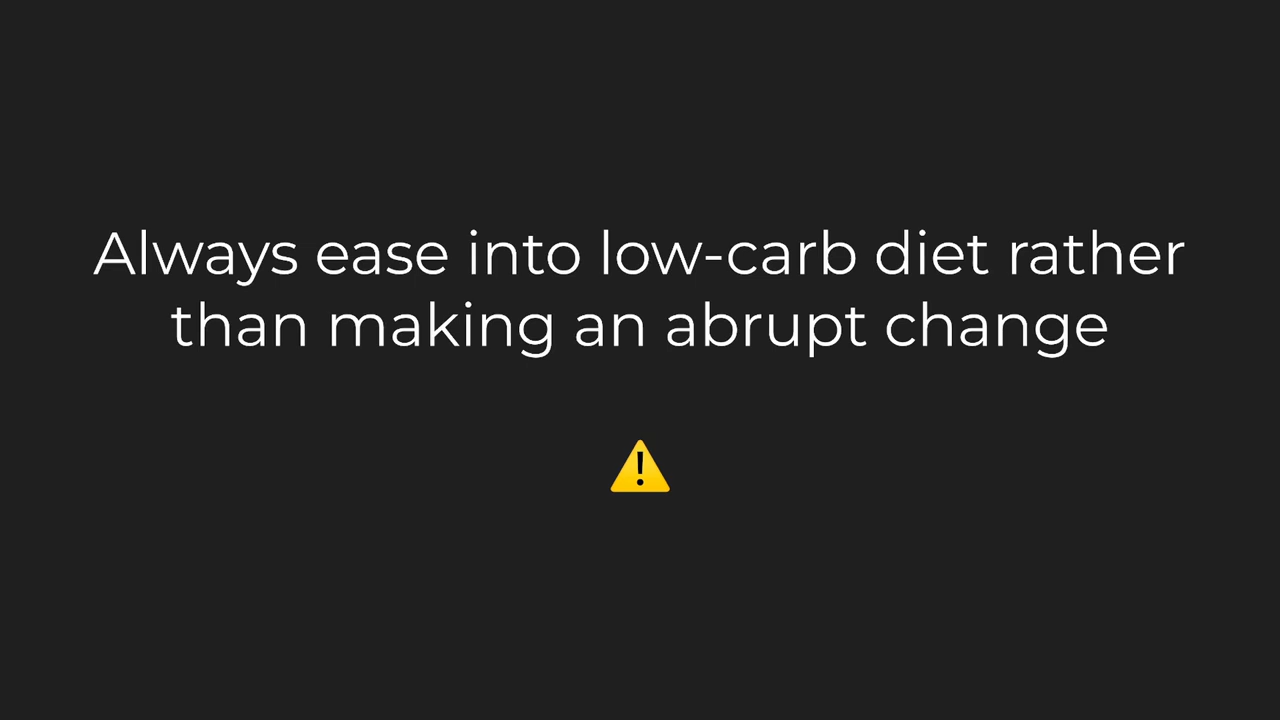 Always ease into low-carb diet rather
than making an abrupt change